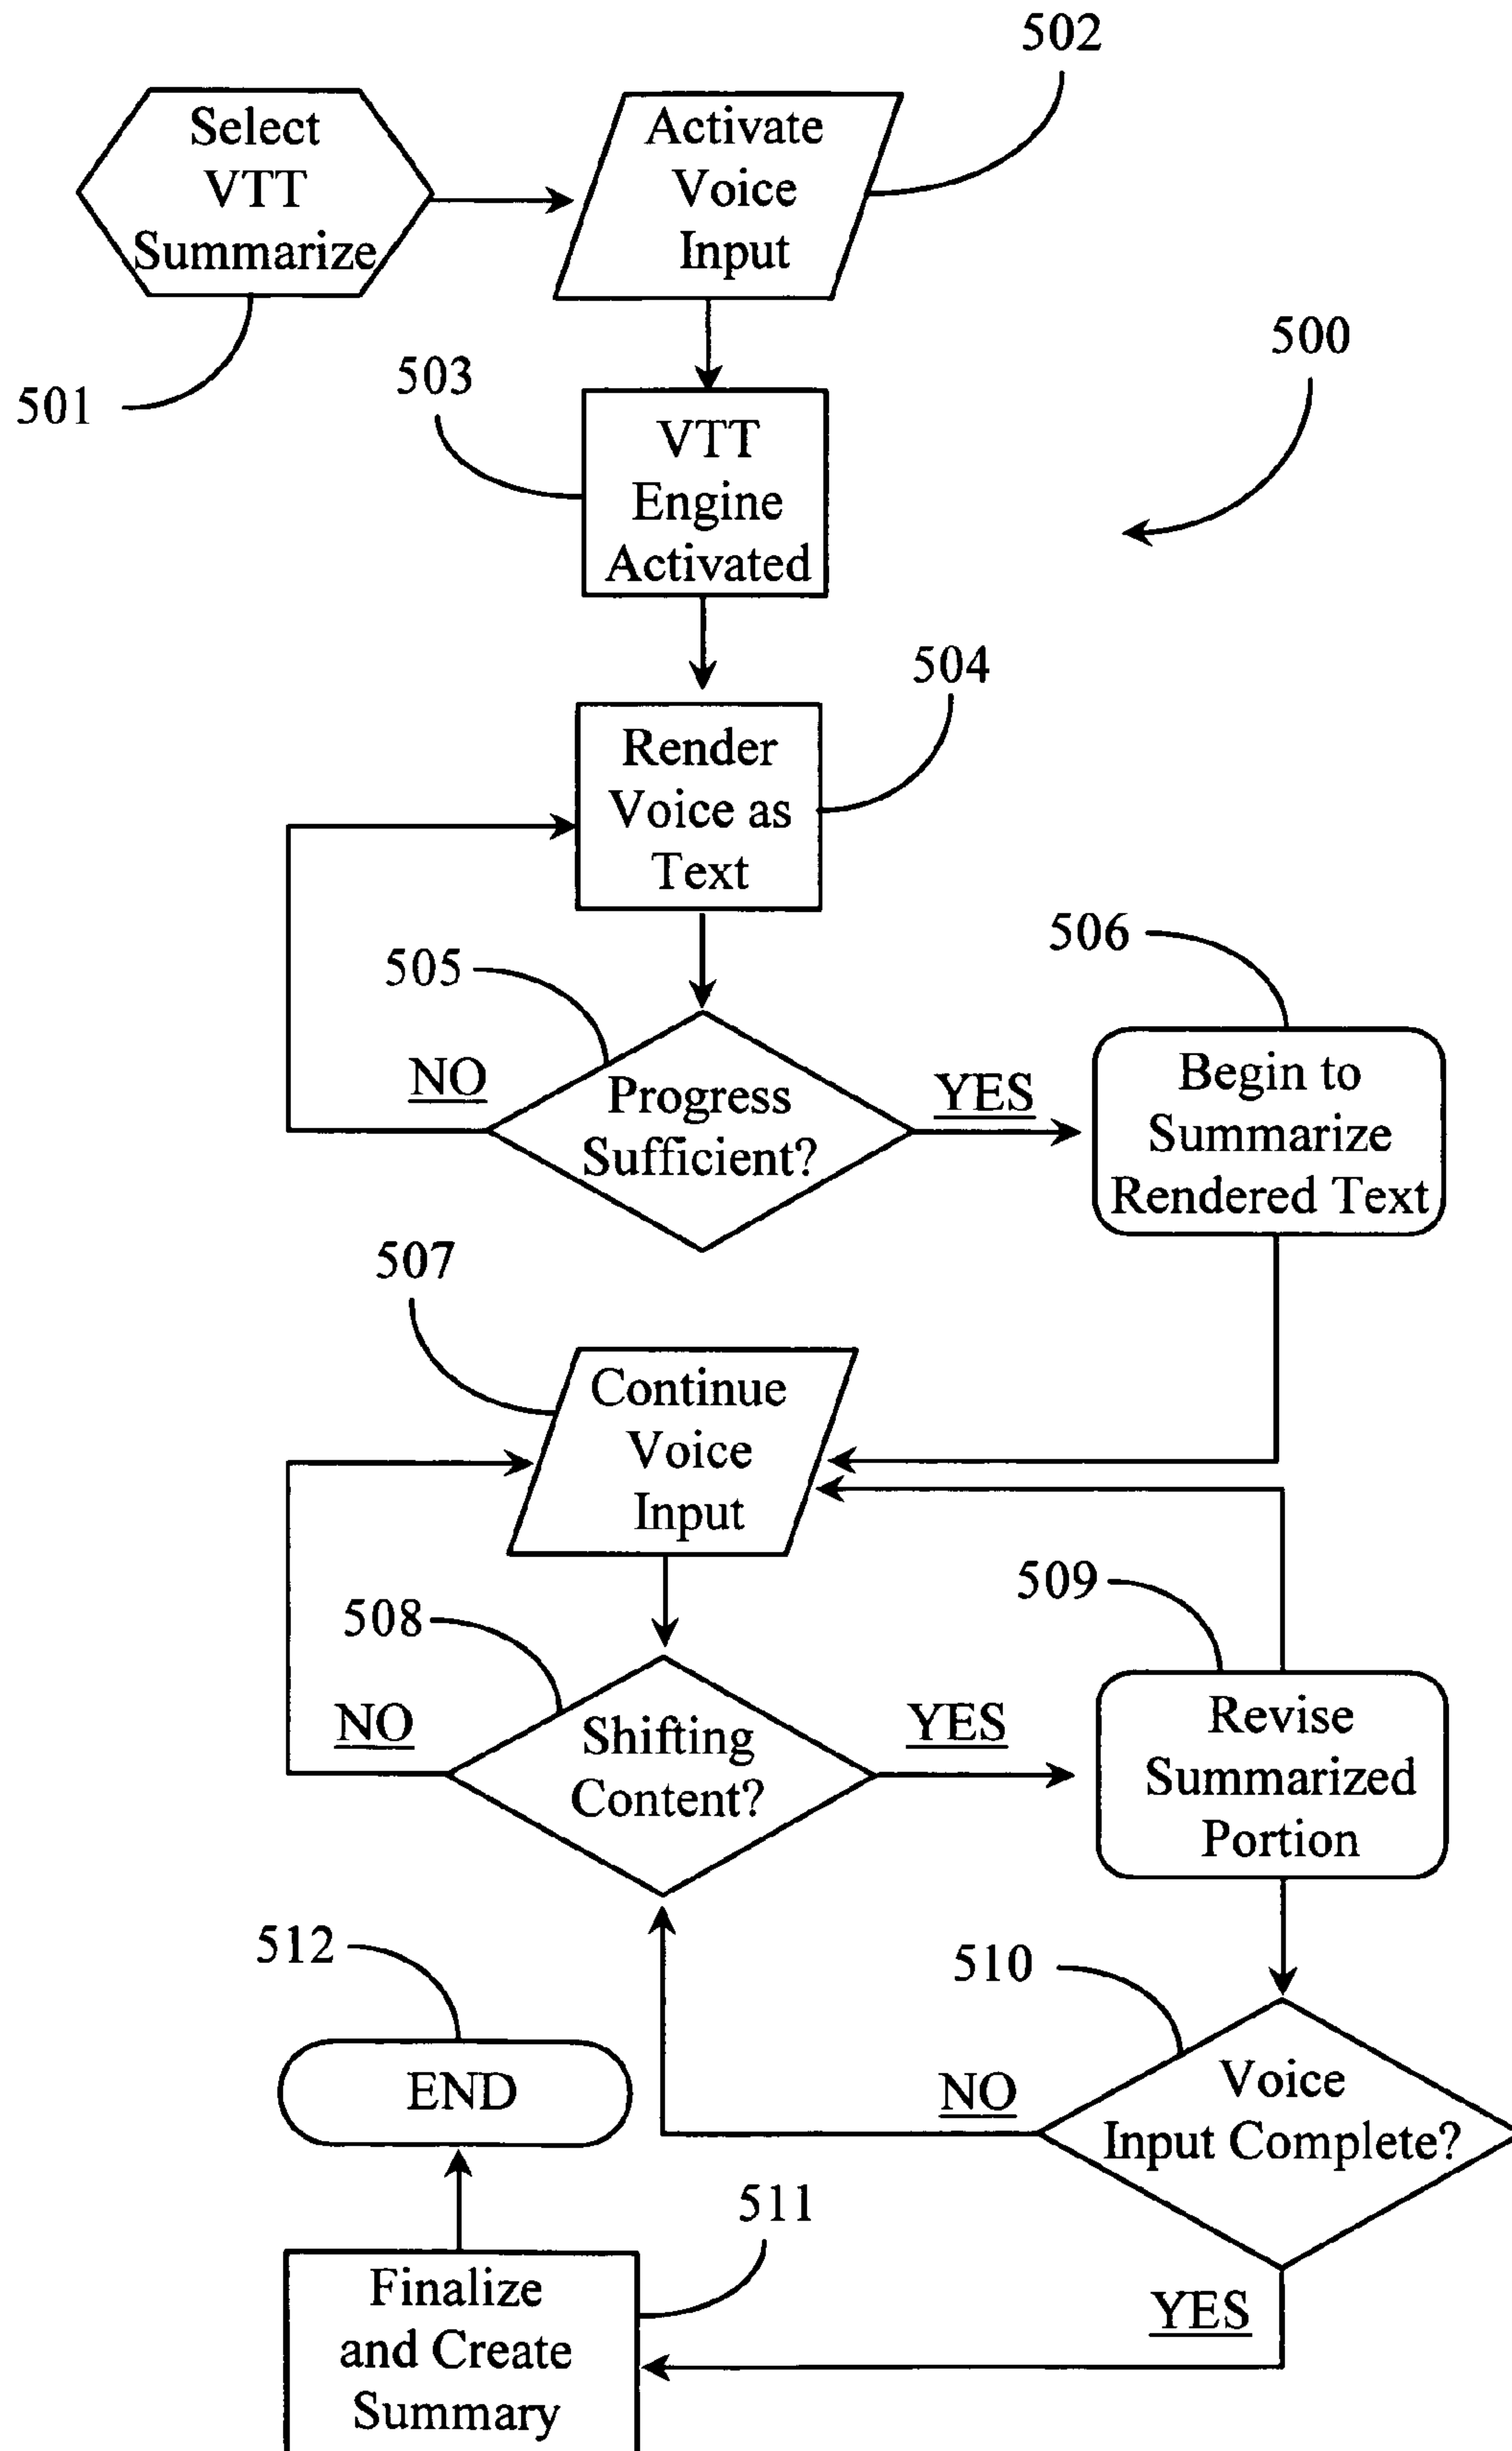 502
Select
VTT
Summarize
Activate
Voice
Input
501
500
503
VTT
Engine
Activated
504
Render
Voice as
Text
505
506
NO
Progress
Sufficient?
YES
Begin to
Summarize
Rendered Text
507
Continue
Voice
Input
509
508
NO
Shifting
Content?
YES
Revise
Summarized
Portion
512
510
END
NO
Voice
Input Complete?
511
Finalize
and Create
Summary
YES